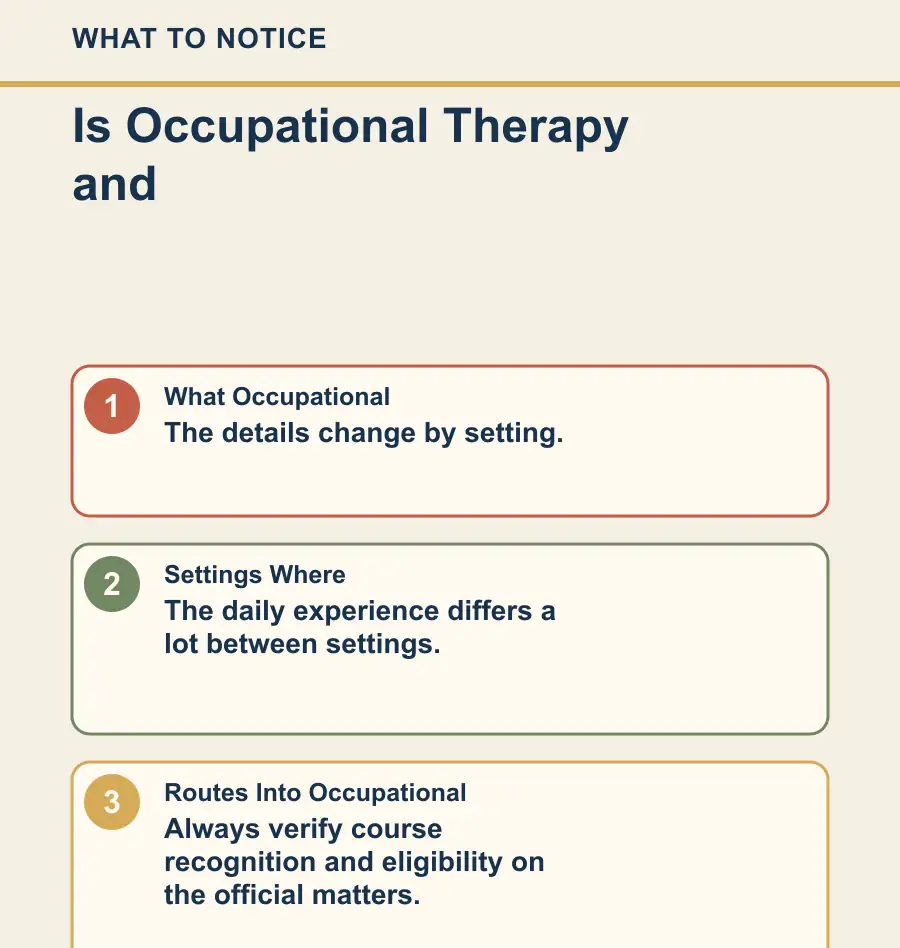 WHAT TO NOTICE
Is Occupational Therapy
and
1
What Occupational
The details change by setting.
2
Settings Where
The daily experience differs a
lot between settings.
3
Routes Into Occupational
Always verify course
recognition and eligibility on
the official matters.